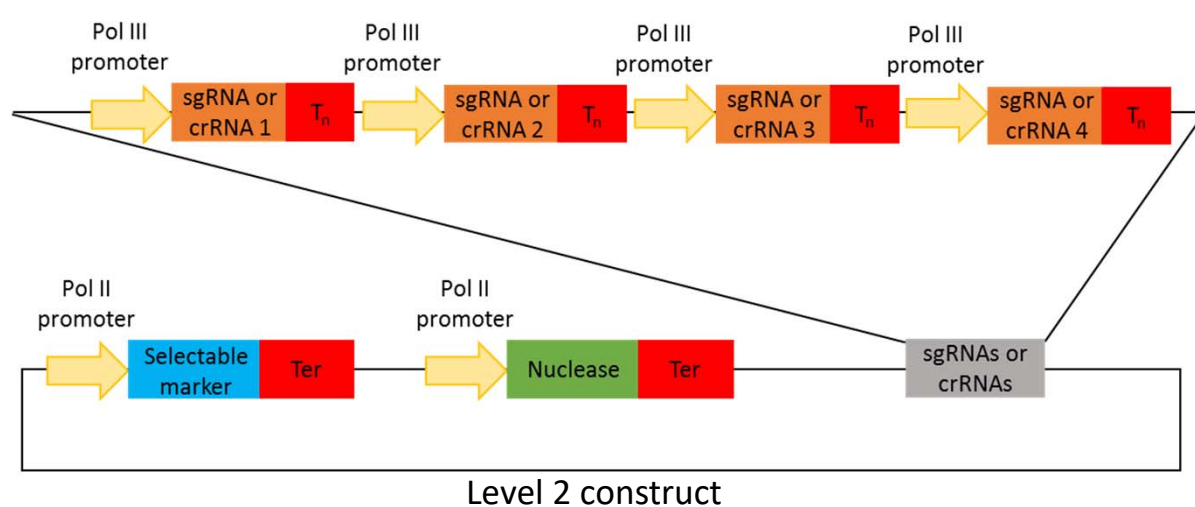 Pol III
promoter
Pol III
promoter
Pol III
promoter
Pol III
promoter
sgRNA or
crRNA 1
Tn
sgRNA or
crRNA 2
Tn
sgRNA or
crRNA 3
Tn
sgRNA or
crRNA 4
Tn
Pol II
promoter
Pol II
promoter
Selectable
marker
Ter
Nuclease
Ter
sgRNAs or
crRNAs
Level 2 construct